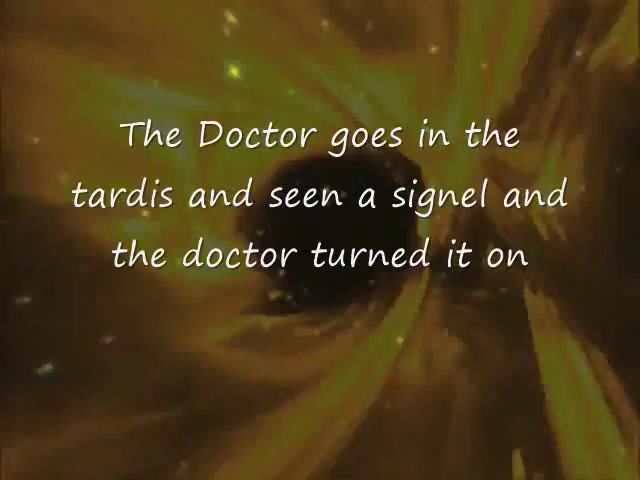 The Doctor goes in the
tardis and seen a signel and
the doctor turned it on